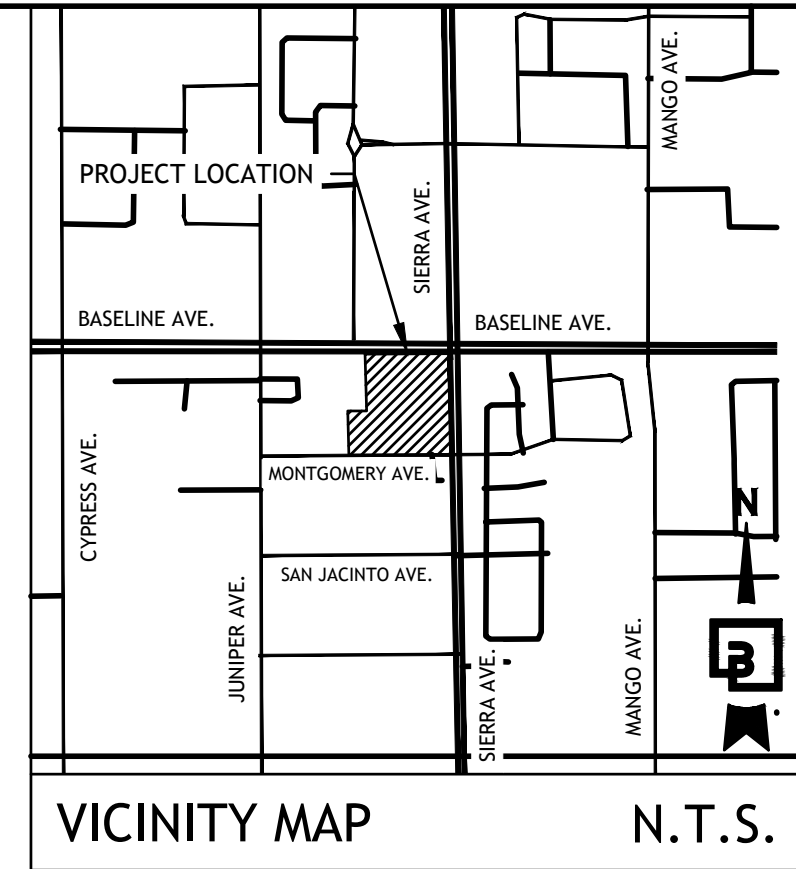 MANGO AVE.
PROJECT LOCATION
SIERRA AVE.
BASELINE AVE.
BASELINE AVE.
CYPRESS AVE.
MONTGOMERY AVE.
N
SAN JACINTO AVE.
JUNIPER AVE.
SIERRA AVE.
MANGO AVE.
B
VICINITY MAP
N.T.S.